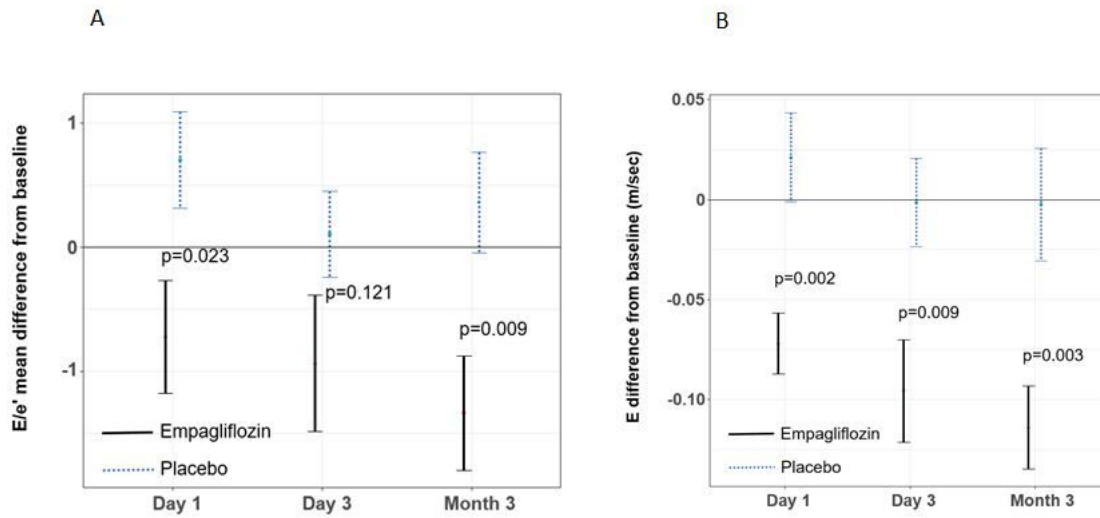 A
E/e' mean difference from baseline
1
0
-1
p=0.023
p=0.121
p=0.009
Empagliflozin
Placebo
Day 1 Day 3 Month 3
B
E difference from baseline (m/sec)
0.05
0
-0.05
-0.10
p=0.002
p=0.009
p=0.003
Empagliflozin
Placebo
Day 1 Day 3 Month 3